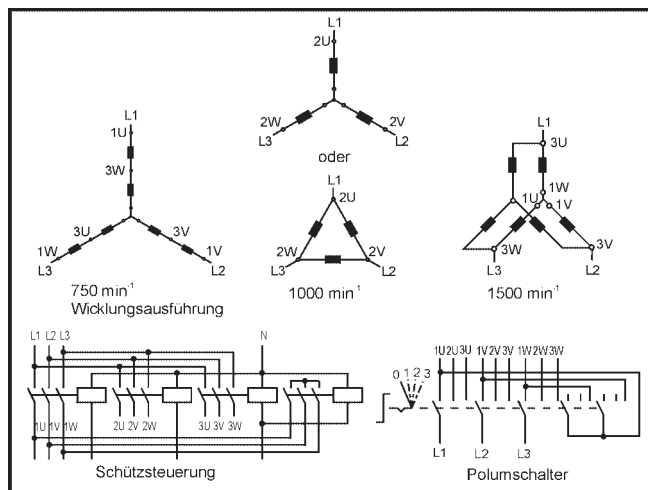 L1
2U
2W
2V
L3
L2
oder
L1
1U
3W
3U
3V
1W
1V
L3
L2
750 min-1
Wicklungsausführung
L1
2U
2W
2V
L3
L2
1000 min-1
L1
3U
1W
1U
1V
3W
3V
L3
L2
1500 min-1
L1 L2 L3
N
1U 1V 1W
2U 2V 2W
3U 3V 3W
Schützsteuerung
1U 2U 3U 1V 2V 3V 1W 2W 3W
0 1 2 3
L1
L2
L3
Polumschalter